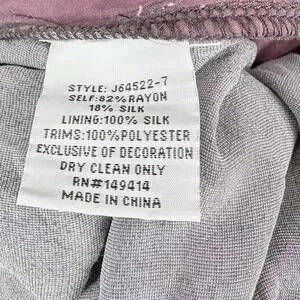 STYLE: J64522-7
SELF:82%RAYON
18% SILK
LINING:100% SILK
TRIMS:100%POLYESTER
EXCLUSIVE OF DECORATION
DRY CLEAN ONLY
RN#149414
MADE IN CHINA